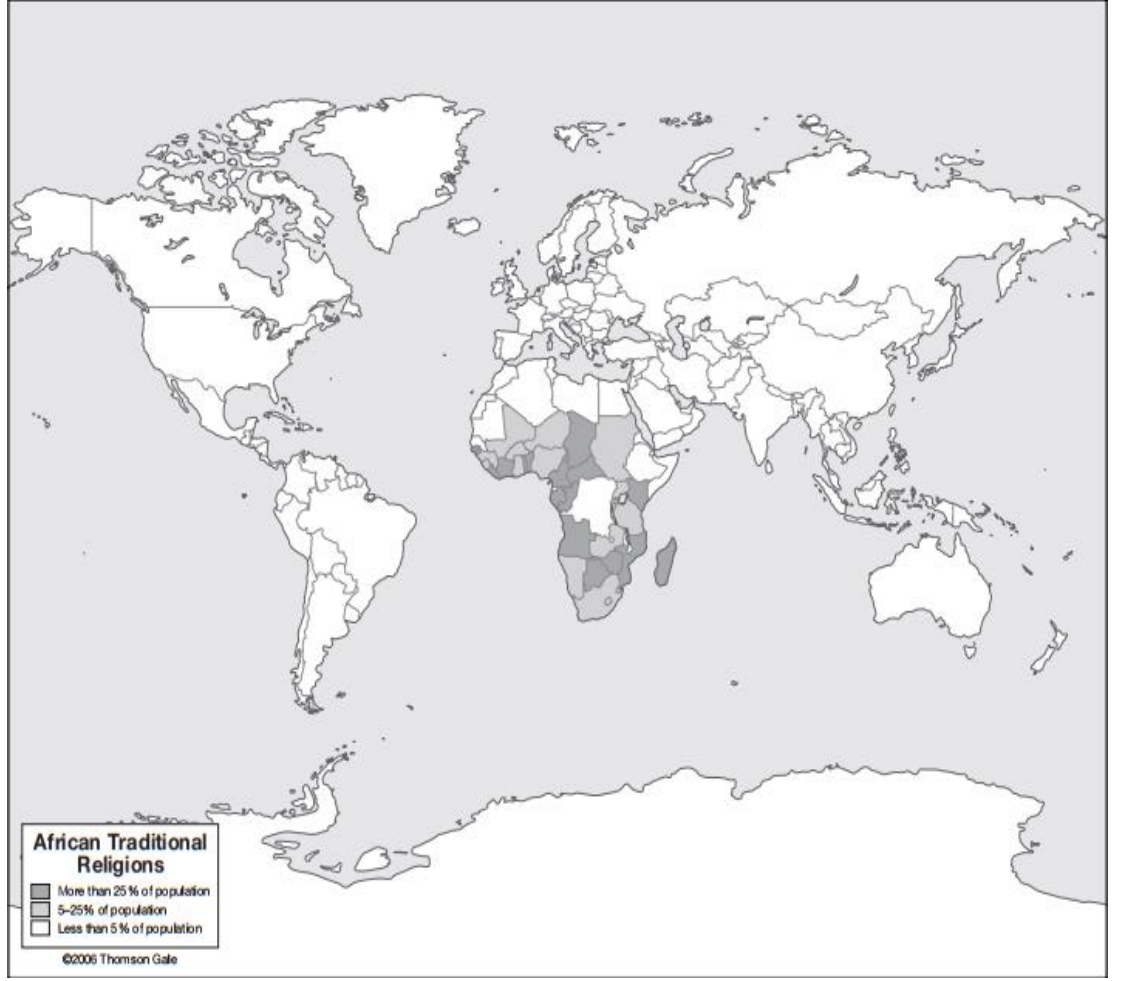 African Traditional
Religions
More than 25% of population
5–25% of population
Less than 5% of population
©2006 Thomson Gale